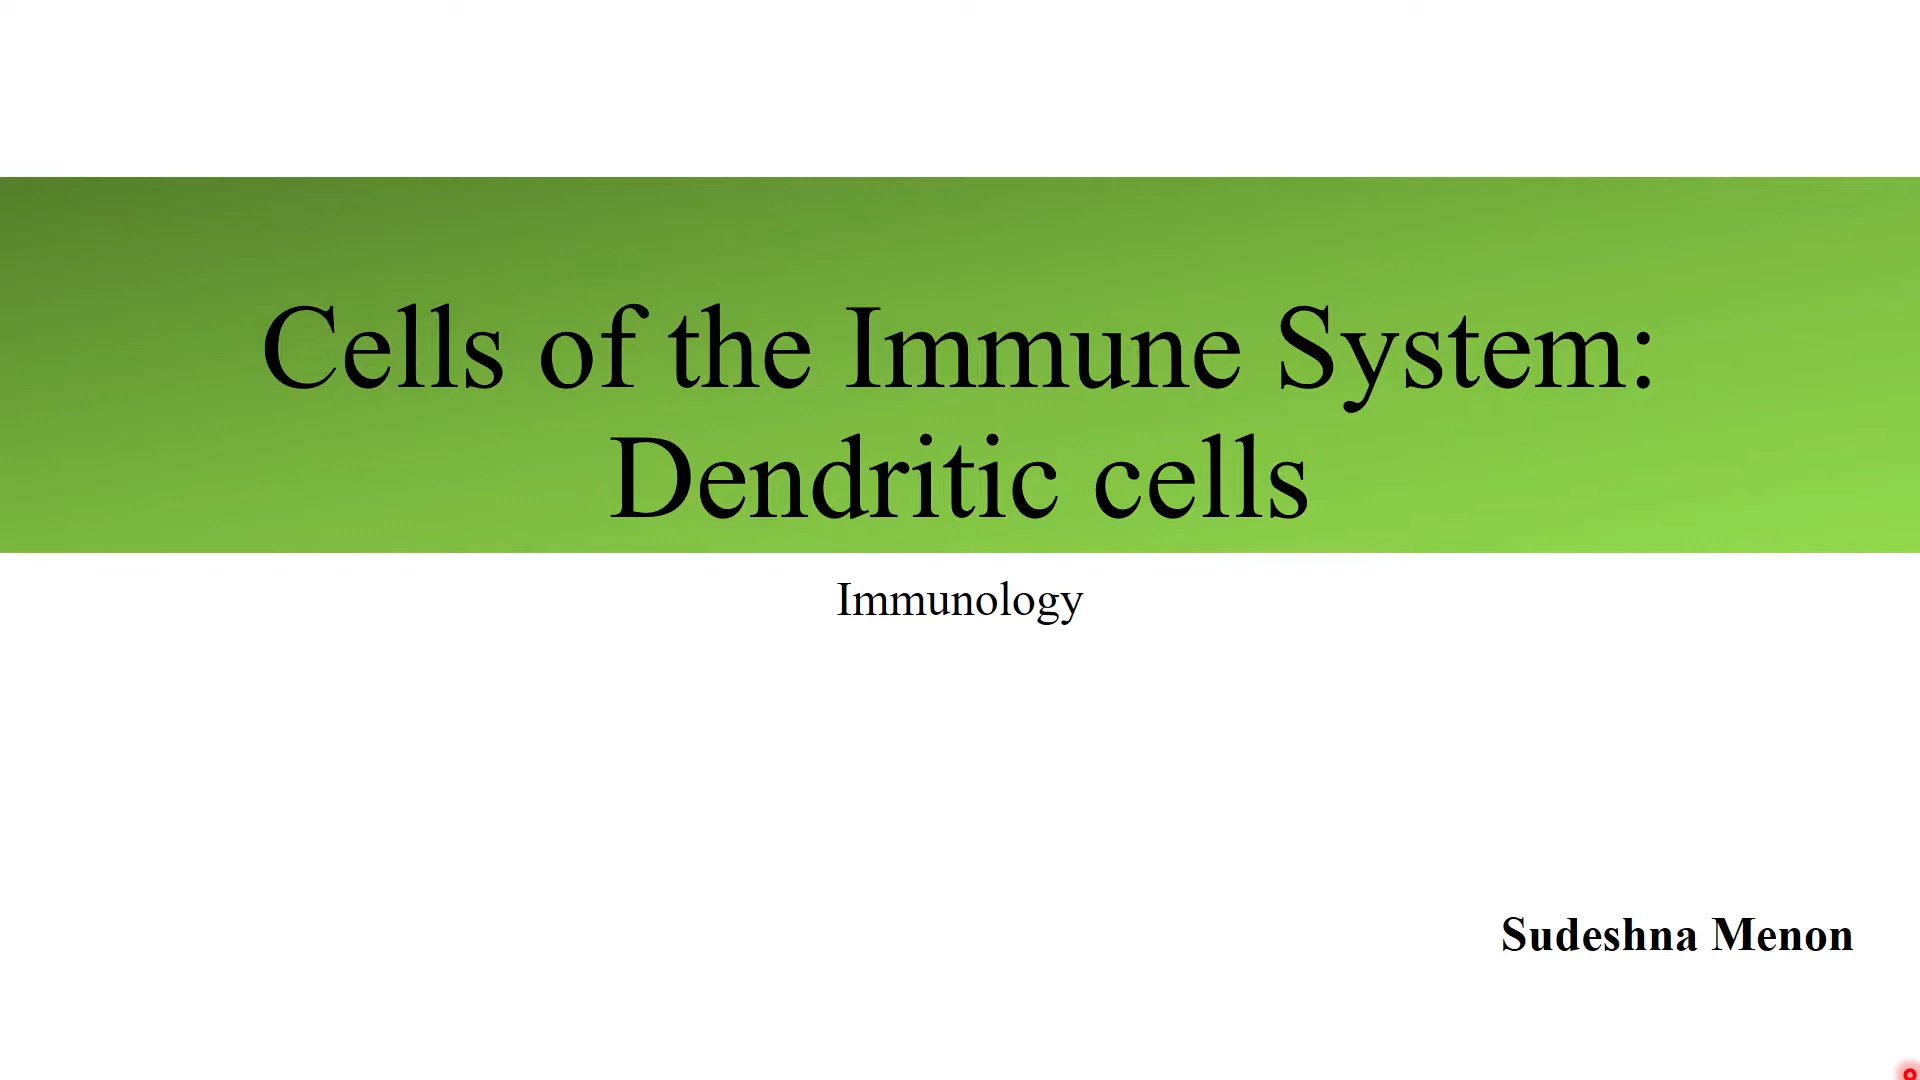 Cells of the Immune System:
Dendritic cells
Immunology
Sudeshna Menon